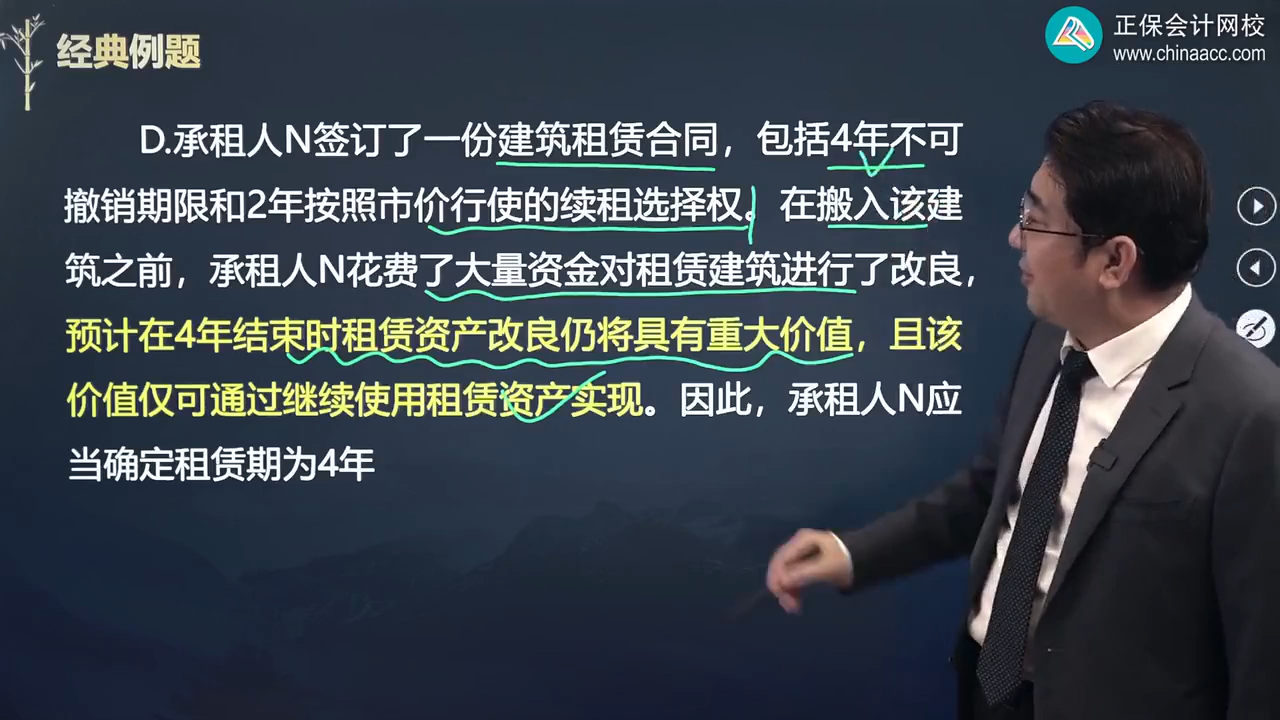 经典例题
正保会计网校
www.chinaacc.com
D.承租人N签订了一份建筑租赁合同，包括4年不可
撤销期限和2年按照市价行使的续租选择权。在搬入该建
筑之前，承租人N花费了大量资金对租赁建筑进行了改良，
预计在4年结束时租赁资产改良仍将具有重大价值，且该
价值仅可通过继续使用租赁资产实现。因此，承租人N应
当确定租赁期为4年